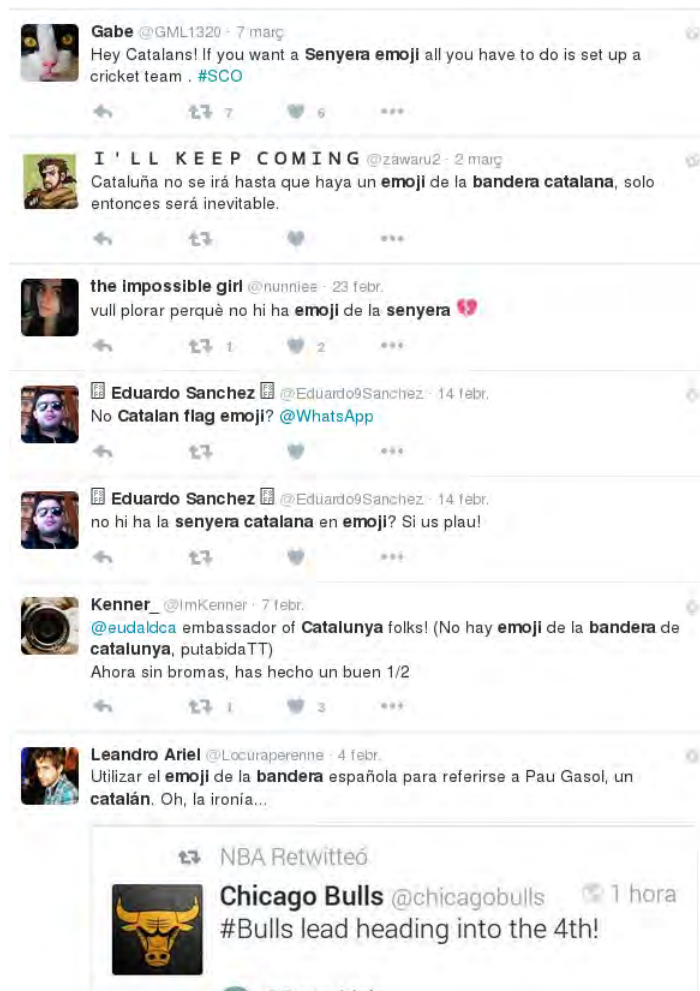 Gabe @GML1320 · 7 març
Hey Catalans! If you want a Senyera emoji all you have to do is set up a
cricket team . #SCO
7 6
I ' L L K E E P C O M I N G @zawaru2 · 2 març
Cataluña no se irá hasta que haya un emoji de la bandera catalana, solo
entonces será inevitable.
the impossible girl @nunniee · 23 febr.
vull plorar perquè no hi ha emoji de la senyera 💔
1 2
Eduardo Sanchez @Eduardo9Sanchez · 14 febr.
No Catalan flag emoji? @WhatsApp
Eduardo Sanchez @Eduardo9Sanchez · 14 febr.
no hi ha la senyera catalana en emoji? Si us plau!
Kenner_ @ImKenner · 7 febr.
@eudaldca embassador of Catalunya folks! (No hay emoji de la bandera de
catalunya, putabidaTT)
Ahora sin bromas, has hecho un buen 1/2
1 3
Leandro Ariel @Locuraperenne · 4 febr.
Utilizar el emoji de la bandera española para referirse a Pau Gasol, un
catalán. Oh, la ironía...
NBA Retwitteó
Chicago Bulls @chicagobulls 1 hora
#Bulls lead heading into the 4th!